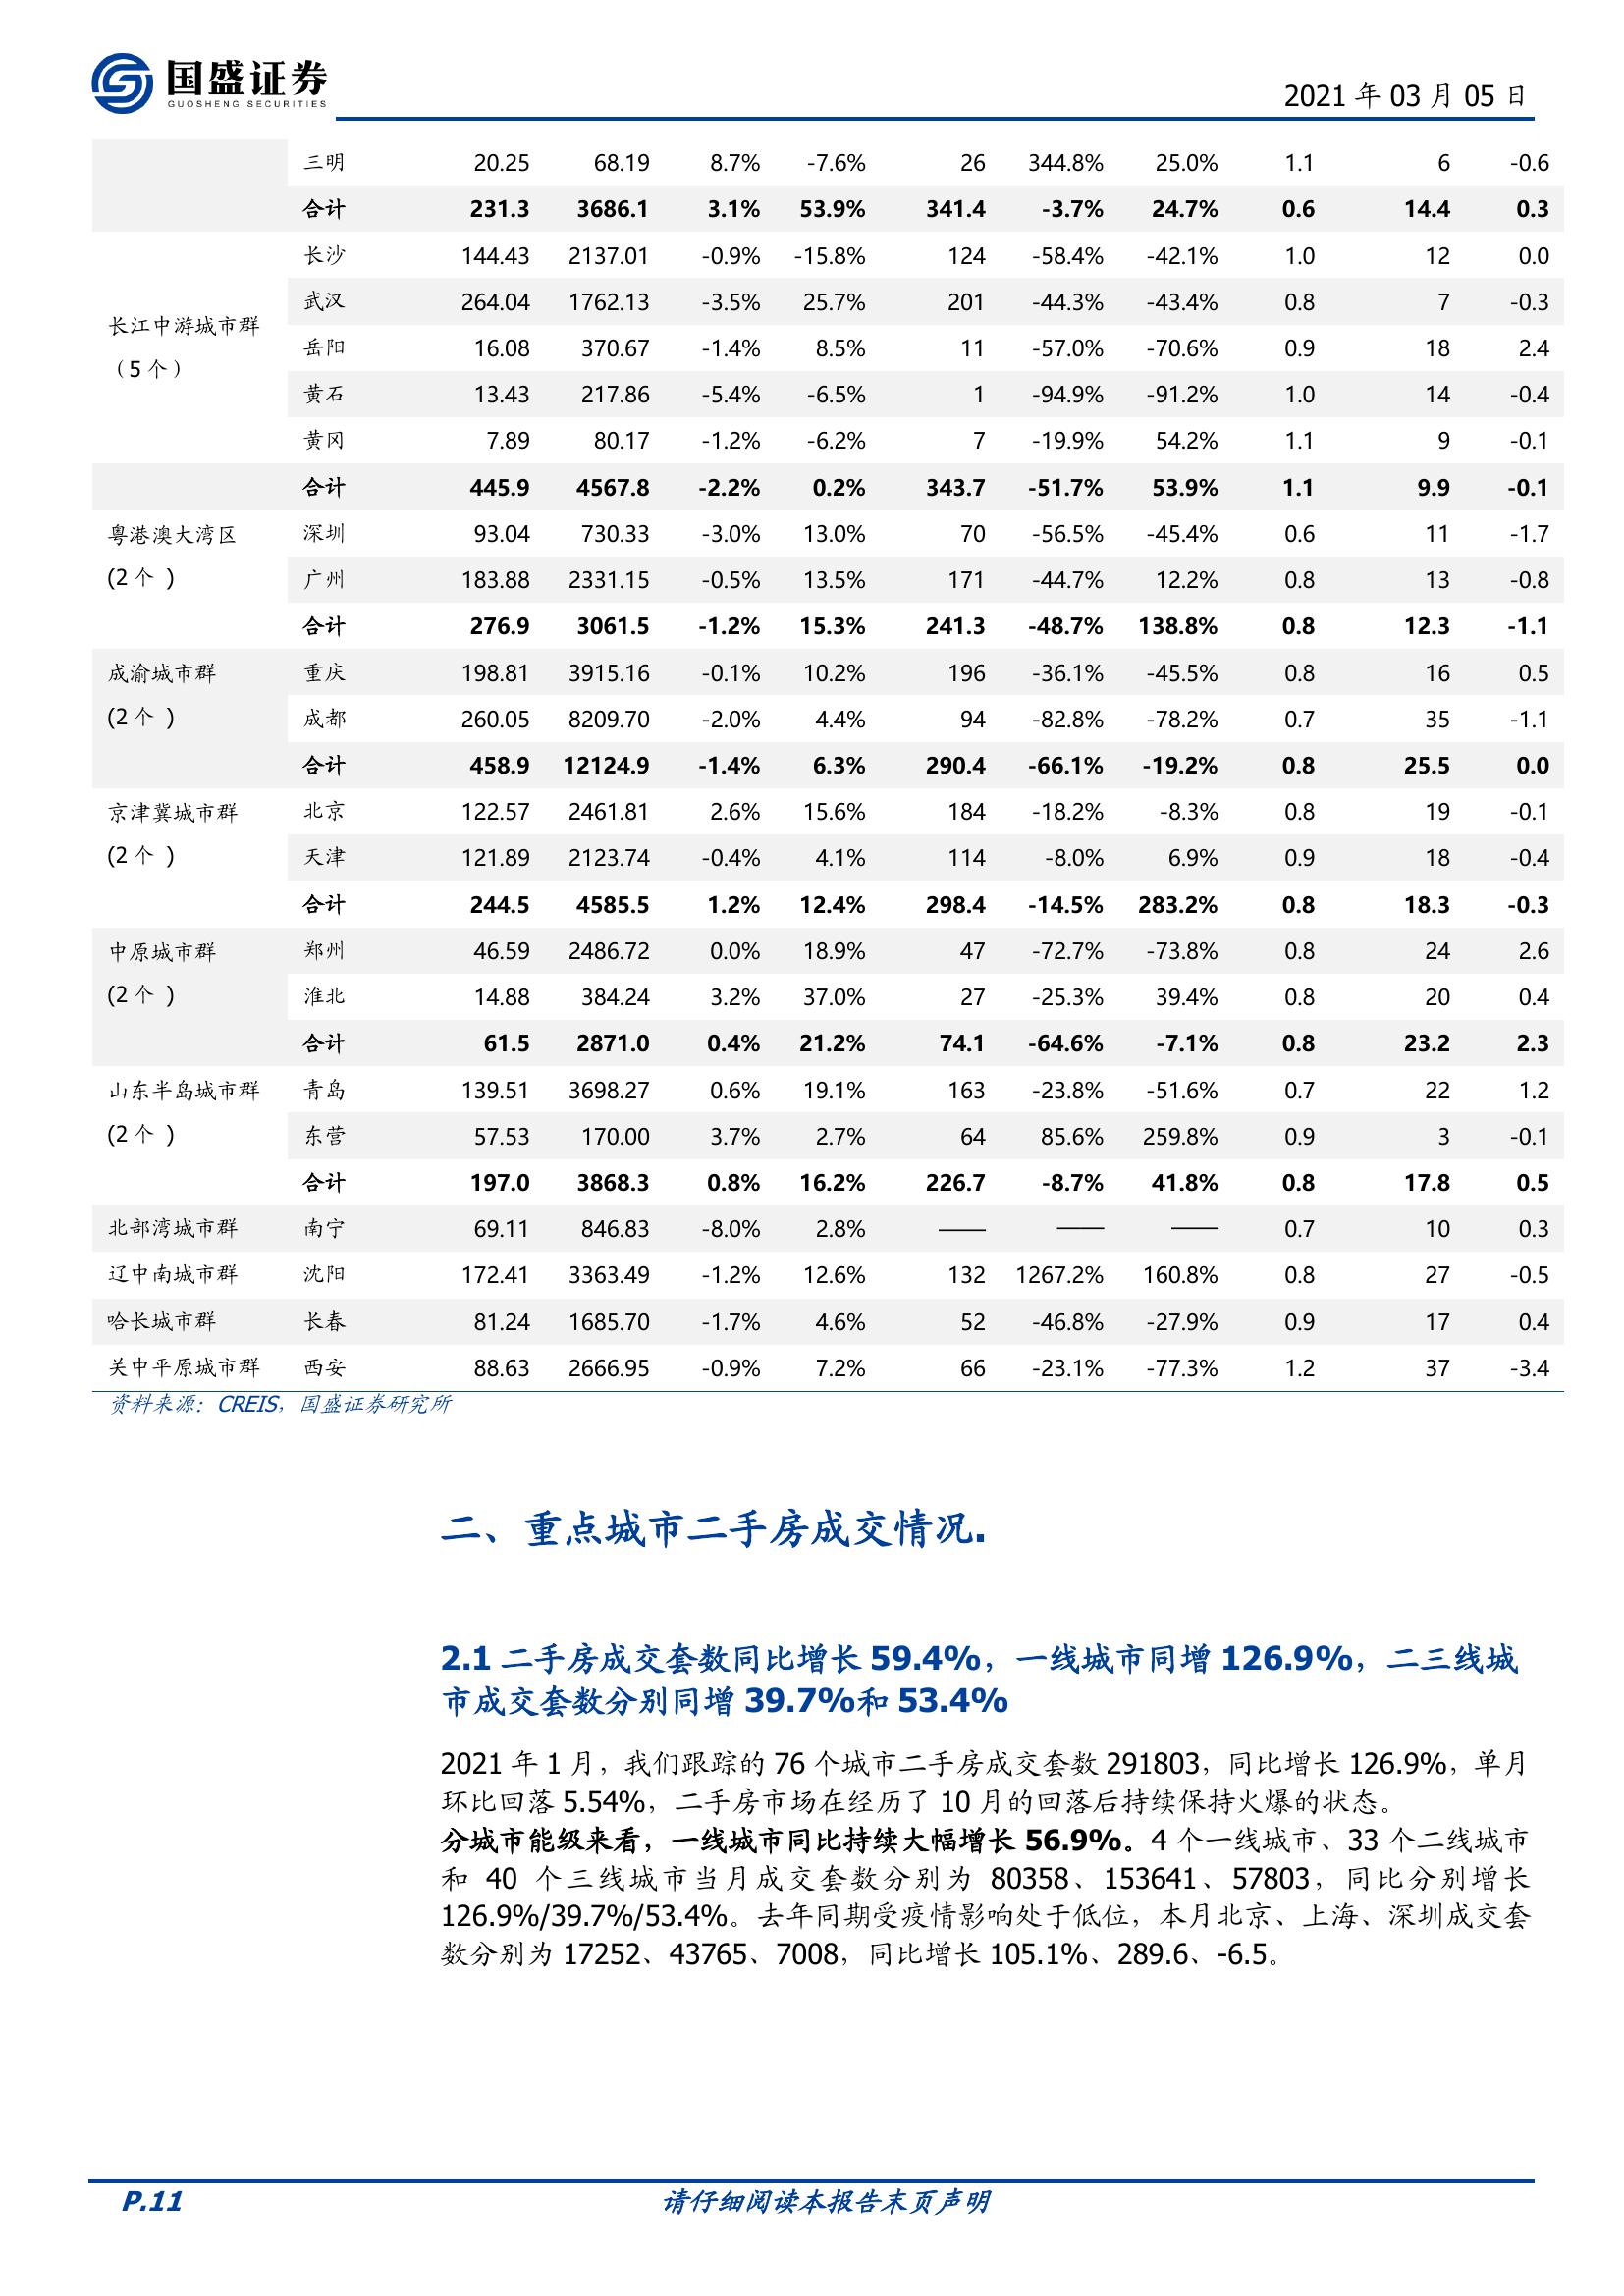 国盛证券
GUOSHENG SECURITIES
2021 年 03 月 05 日
三明 20.25 68.19 8.7% -7.6% 26 344.8% 25.0% 1.1 6 -0.6
合计 231.3 3686.1 3.1% 53.9% 341.4 -3.7% 24.7% 0.6 14.4 0.3
长江中游城市群
（5 个）
长沙 144.43 2137.01 -0.9% -15.8% 124 -58.4% -42.1% 1.0 12 0.0
武汉 264.04 1762.13 -3.5% 25.7% 201 -44.3% -43.4% 0.8 7 -0.3
岳阳 16.08 370.67 -1.4% 8.5% 11 -57.0% -70.6% 0.9 18 2.4
黄石 13.43 217.86 -5.4% -6.5% 1 -94.9% -91.2% 1.0 14 -0.4
黄冈 7.89 80.17 -1.2% -6.2% 7 -19.9% 54.2% 1.1 9 -0.1
合计 445.9 4567.8 -2.2% 0.2% 343.7 -51.7% 53.9% 1.1 9.9 -0.1
粤港澳大湾区
(2 个 )
深圳 93.04 730.33 -3.0% 13.0% 70 -56.5% -45.4% 0.6 11 -1.7
广州 183.88 2331.15 -0.5% 13.5% 171 -44.7% 12.2% 0.8 13 -0.8
合计 276.9 3061.5 -1.2% 15.3% 241.3 -48.7% 138.8% 0.8 12.3 -1.1
成渝城市群
(2 个 )
重庆 198.81 3915.16 -0.1% 10.2% 196 -36.1% -45.5% 0.8 16 0.5
成都 260.05 8209.70 -2.0% 4.4% 94 -82.8% -78.2% 0.7 35 -1.1
合计 458.9 12124.9 -1.4% 6.3% 290.4 -66.1% -19.2% 0.8 25.5 0.0
京津冀城市群
(2 个 )
北京 122.57 2461.81 2.6% 15.6% 184 -18.2% -8.3% 0.8 19 -0.1
天津 121.89 2123.74 -0.4% 4.1% 114 -8.0% 6.9% 0.9 18 -0.4
合计 244.5 4585.5 1.2% 12.4% 298.4 -14.5% 283.2% 0.8 18.3 -0.3
中原城市群
(2 个 )
郑州 46.59 2486.72 0.0% 18.9% 47 -72.7% -73.8% 0.8 24 2.6
淮北 14.88 384.24 3.2% 37.0% 27 -25.3% 39.4% 0.8 20 0.4
合计 61.5 2871.0 0.4% 21.2% 74.1 -64.6% -7.1% 0.8 23.2 2.3
山东半岛城市群
(2 个 )
青岛 139.51 3698.27 0.6% 19.1% 163 -23.8% -51.6% 0.7 22 1.2
东营 57.53 170.00 3.7% 2.7% 64 85.6% 259.8% 0.9 3 -0.1
合计 197.0 3868.3 0.8% 16.2% 226.7 -8.7% 41.8% 0.8 17.8 0.5
北部湾城市群 南宁 69.11 846.83 -8.0% 2.8% —— —— —— 0.7 10 0.3
辽中南城市群 沈阳 172.41 3363.49 -1.2% 12.6% 132 1267.2% 160.8% 0.8 27 -0.5
哈长城市群 长春 81.24 1685.70 -1.7% 4.6% 52 -46.8% -27.9% 0.9 17 0.4
关中平原城市群 西安 88.63 2666.95 -0.9% 7.2% 66 -23.1% -77.3% 1.2 37 -3.4
资料来源：CREIS，国盛证券研究所
二、重点城市二手房成交情况.
2.1 二手房成交套数同比增长 59.4%，一线城市同增 126.9%，二三线城
市成交套数分别同增 39.7%和 53.4%
2021 年 1 月，我们跟踪的 76 个城市二手房成交套数 291803，同比增长 126.9%，单月
环比回落 5.54%，二手房市场在经历了 10 月的回落后持续保持火爆的状态。
分城市能级来看，一线城市同比持续大幅增长 56.9%。4 个一线城市、33 个二线城市
和 40 个三线城市当月成交套数分别为 80358、153641、57803，同比分别增长
126.9%/39.7%/53.4%。去年同期受疫情影响处于低位，本月北京、上海、深圳成交套
数分别为 17252、43765、7008，同比增长 105.1%、289.6、-6.5。
P.11 请仔细阅读本报告末页声明